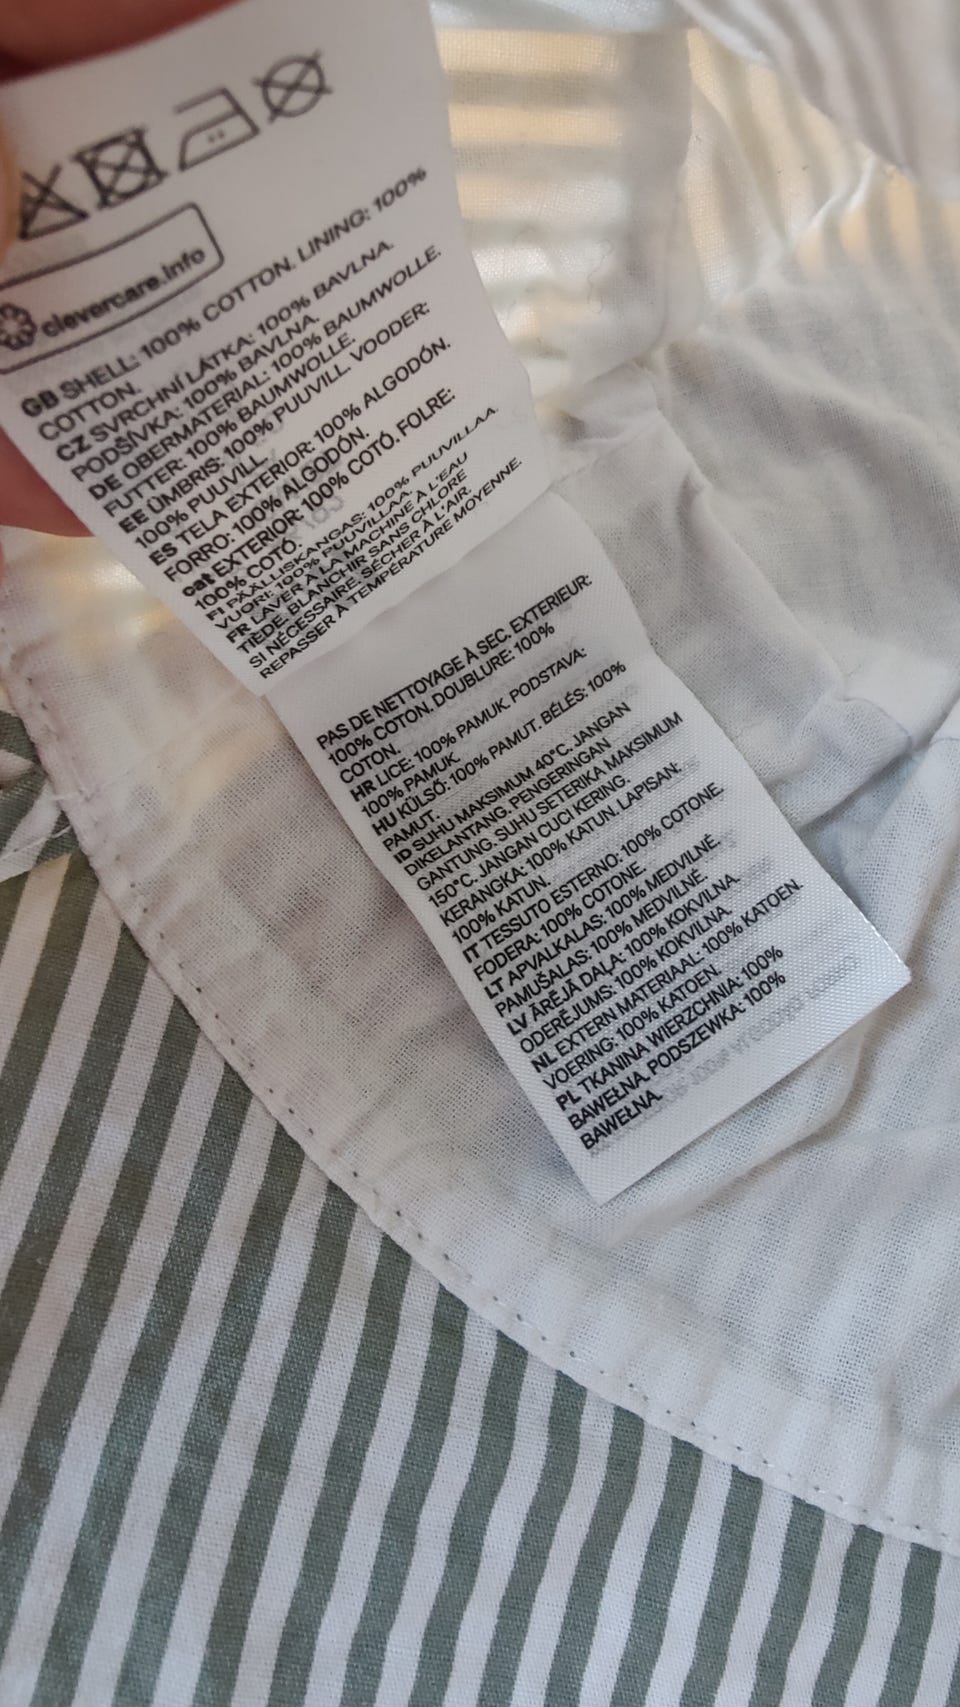 clevercare.info
GB SHELL: 100% COTTON. LINING: 100%
COTTON.
CZ SVRCHNÍ LÁTKA: 100% BAVLNA.
PODŠÍVKA: 100% BAVLNA.
DE OBERMATERIAL: 100% BAUMWOLLE.
FUTTER: 100% BAUMWOLLE.
EE ÜMBRIS: 100% PUUVILL. VOODER:
100% PUUVILL.
ES TELA EXTERIOR: 100% ALGODÓN.
FORRO: 100% ALGODÓN.
cat EXTERIOR: 100% COTÓ. FOLRE:
100% COTÓ.
FI PÄÄLLISKANGAS: 100% PUUVILLAA.
VUORI: 100% PUUVILLAA.
FR LAVER À LA MACHINE À L'EAU
TIÈDE. BLANCHIR SANS CHLORE
SI NÉCESSAIRE. SÉCHER À L'AIR.
REPASSER À TEMPÉRATURE MOYENNE.
PAS DE NETTOYAGE À SEC. EXTERIEUR:
100% COTON. DOUBLURE: 100%
COTON.
HR LICE: 100% PAMUK. PODSTAVA:
100% PAMUK.
HU KÜLSŐ: 100% PAMUT. BÉLÉS: 100%
PAMUT.
ID SUHU MAKSIMUM 40°C. JANGAN
DIKELANTANG. PENGERINGAN
GANTUNG. SUHU SETERIKA MAKSIMUM
150°C. JANGAN CUCI KERING.
KERANGKA: 100% KATUN. LAPISAN:
100% KATUN.
IT TESSUTO ESTERNO: 100% COTONE.
FODERA: 100% COTONE.
LT APVALKALAS: 100% MEDVILNĖ.
PAMUŠALAS: 100% MEDVILNĖ.
LV ĀRĒJĀ DAĻA: 100% KOKVILNA.
ODERĒJUMS: 100% KOKVILNA.
NL EXTERN MATERIAAL: 100% KATOEN.
VOERING: 100% KATOEN.
PL TKANINA WIERZCHNIA: 100%
BAWEŁNA. PODSZEWKA: 100%
BAWEŁNA.